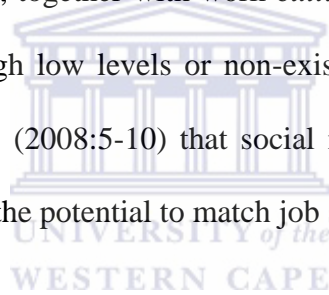 , together with work
gh low levels or non-exis
(2008:5-10) that social
the potential to match job
UNIVERSITY of the
WESTERN CAPE